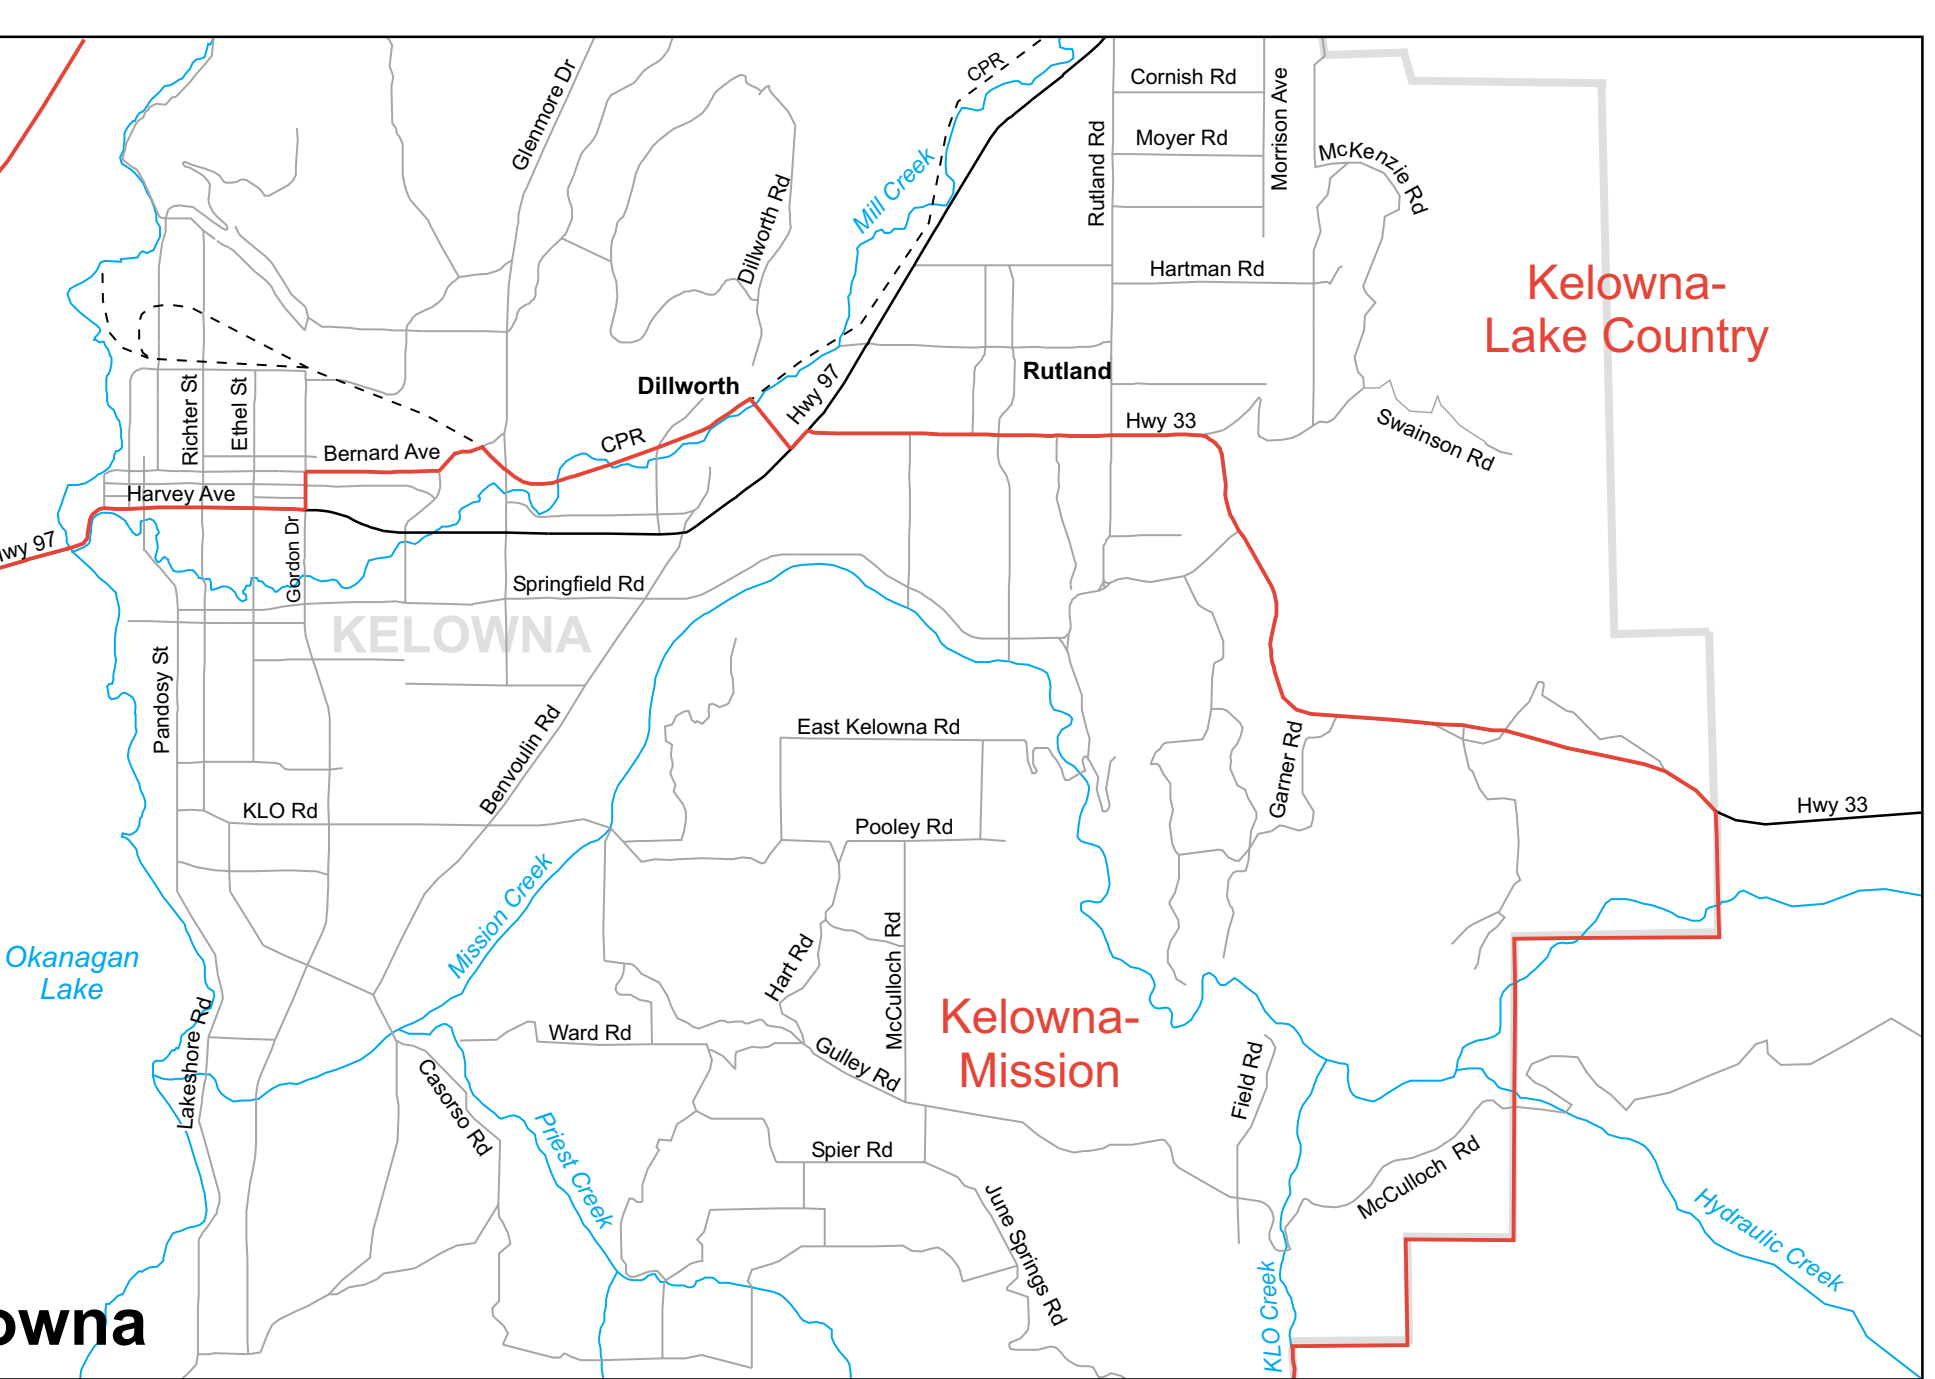 CPR
Cornish Rd
Glenmore Dr
Morrison Ave
Moyer Rd
Rutland Rd
McKenzie Rd
Mill Creek
Dillworth Rd
Hartman Rd
Kelowna-
Lake Country
Rutland
Dillworth
Hwy 97
Richter St
Ethel St
Hwy 33
Swainson Rd
CPR
Bernard Ave
Harvey Ave
wy 97
Gordon Dr
Springfield Rd
KELOWNA
Pandosy St
East Kelowna Rd
Benvoulin Rd
Garner Rd
Hwy 33
KLO Rd
Pooley Rd
Mission Creek
McCulloch Rd
Hart Rd
Okanagan
Lake
Kelowna-
Mission
Lakeshore Rd
Ward Rd
Gulley Rd
Field Rd
Casorso Rd
Priest Creek
Spier Rd
McCulloch Rd
June Springs Rd
Hydraulic Creek
KLO Creek
owna